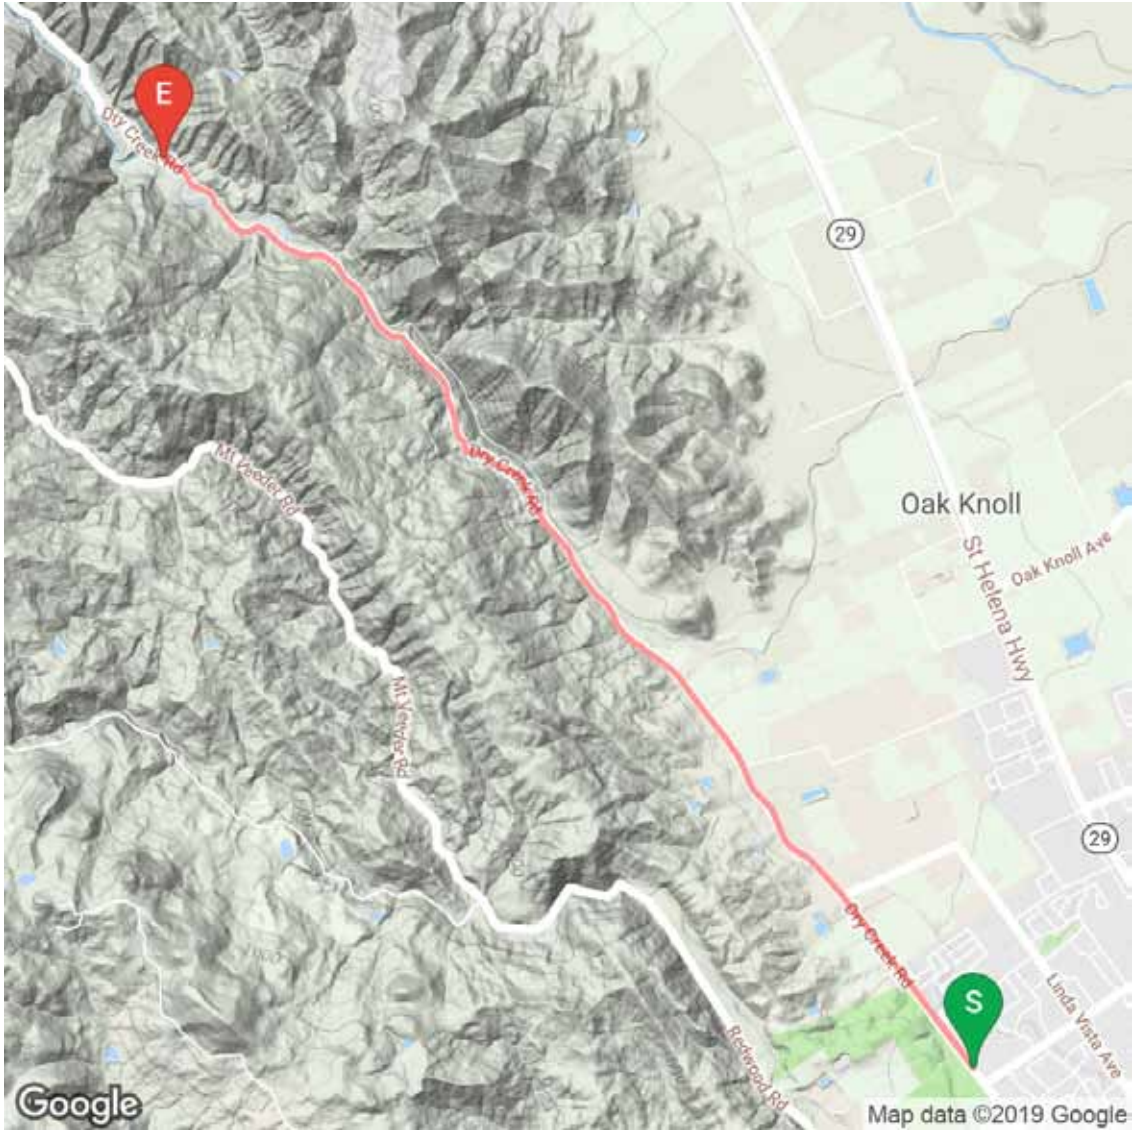 E
Dry Creek Rd
29
Mt Veeder Rd
Dry Creek Rd
Oak Knoll
Oak Knoll Ave
St Helena Hwy
Mt Veeder Rd
29
Dry Creek Rd
S
Linda Vista Ave
Redwood Rd
Google
Map data ©2019 Google